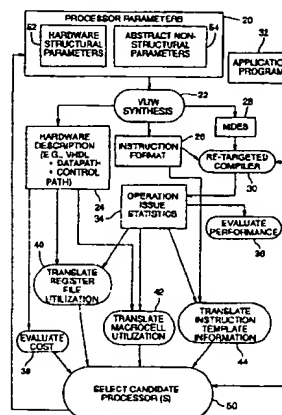 PROCESSOR PARAMETERS
20
52
HARDWARE
STRUCTURAL
PARAMETERS
ABSTRACT NON-
STRUCTURAL
PARAMETERS
54
32
APPLICATION
PROGRAM
VLIW
SYNTHESIS
22
28
MDES
26
INSTRUCTION
FORMAT
HARDWARE
DESCRIPTION
(E.G., VHDL
+ DATAPATH
+ CONTROL
PATH)
24
RE-TARGETED
COMPILER
30
OPERATION
ISSUE
STATISTICS
34
EVALUATE
PERFORMANCE
36
40
TRANSLATE
REGISTER
FILE
UTILIZATION
42
TRANSLATE
MACROCELL
UTILIZATION
TRANSLATE
INSTRUCTION
TEMPLATE
INFORMATION
44
EVALUATE
COST
38
SELECT CANDIDATE
PROCESSOR (S)
50